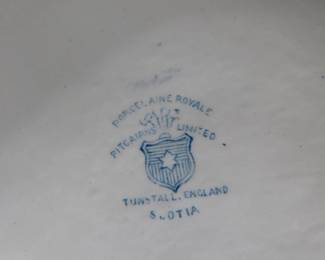 PORCELAINE ROYALE
PITCAIRNS LIMITED
TUNSTALL, ENGLAND
SCOTIA